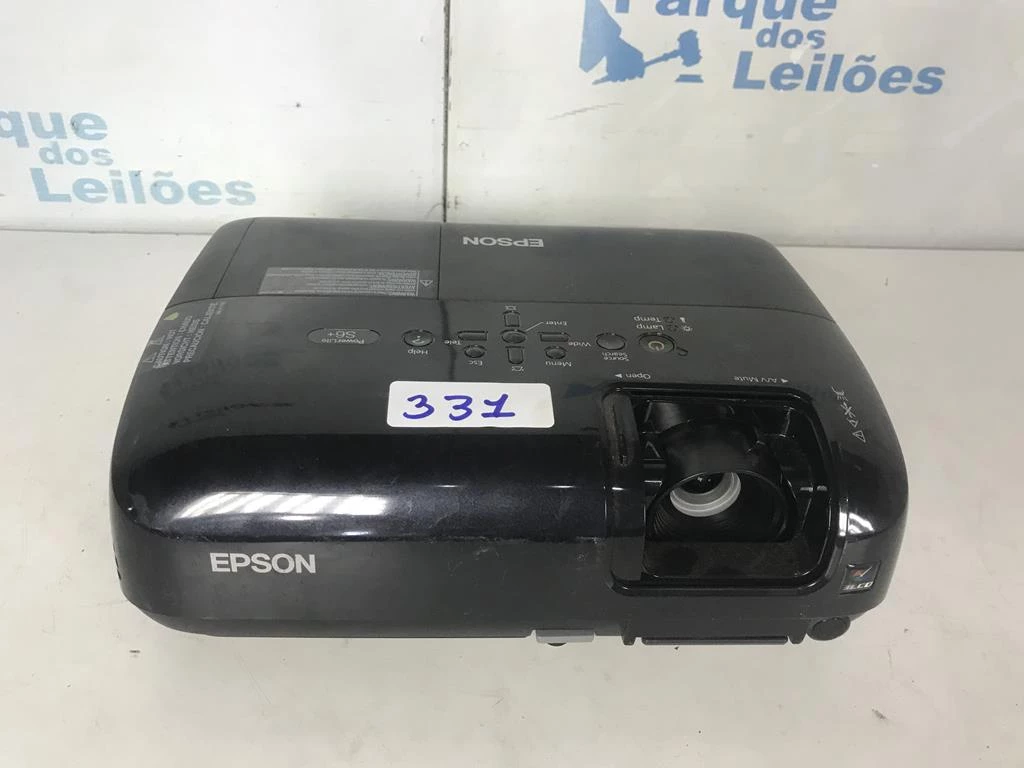 Parque
dos
Leilões
que
dos
Leilões
EPSON
PowerLite
S6+
Help
Tele
Esc
Enter
Wide
Menu
Source
Search
Temp
Lamp
Open ▶
◀ A/V Mute
331
EPSON
3LCD